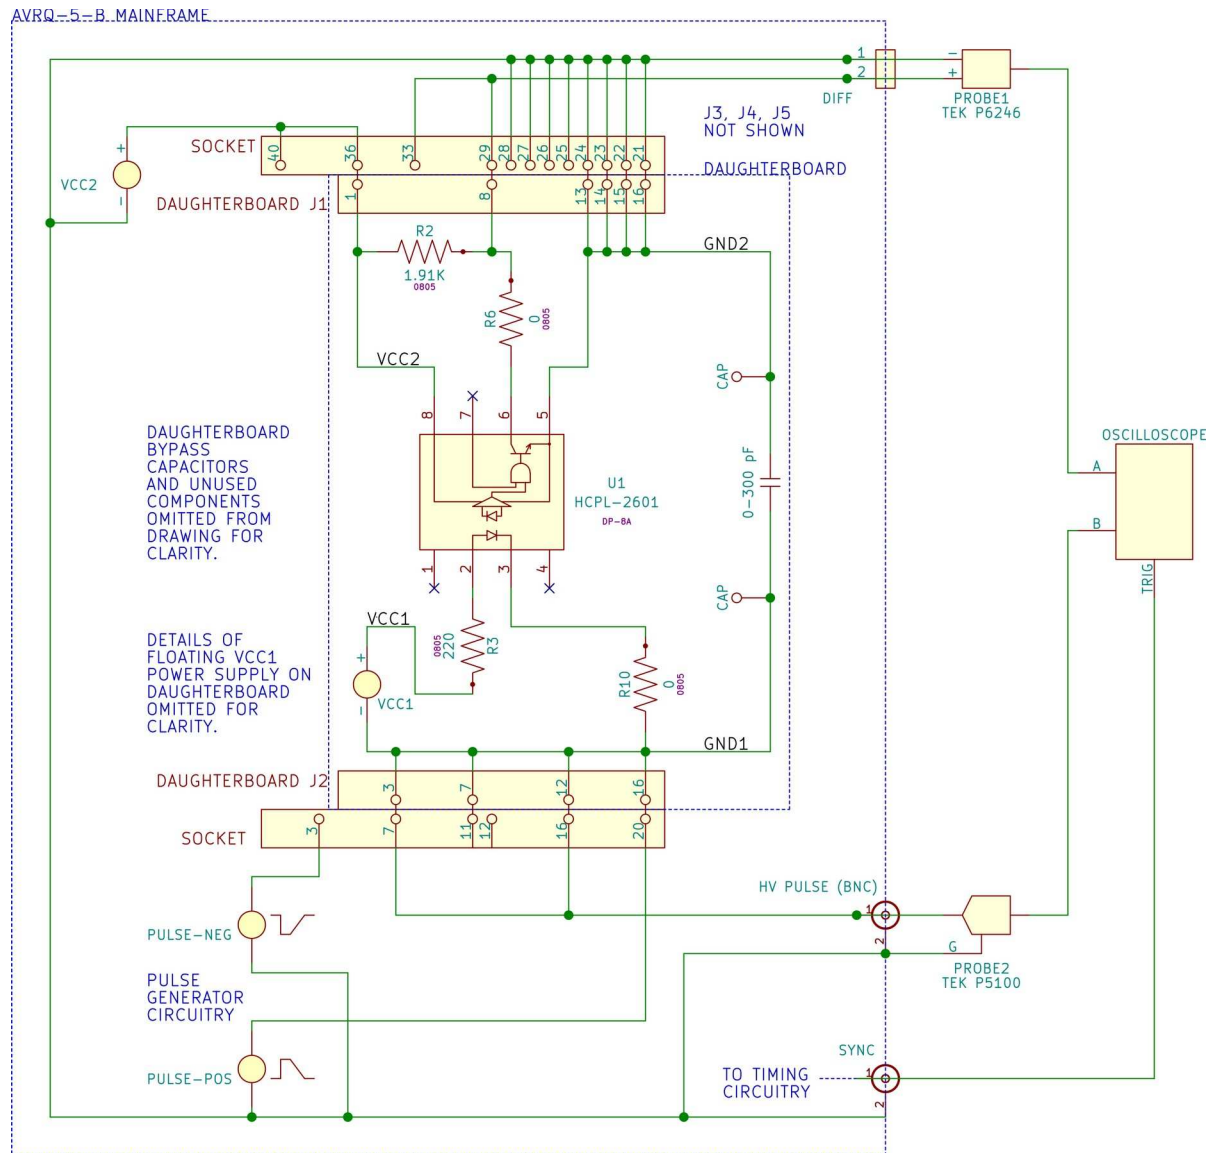 AVRQ-5-B MAINFRAME
1
2
DIFF
-
+
PROBE1
TEK P6246
J3, J4, J5
NOT SHOWN
DAUGHTERBOARD
SOCKET
40
36
33
29
28
27
26
25
24
23
22
21
+
VCC2
-
DAUGHTERBOARD J1
1
8
13
14
15
16
R2
1.91K
0805
GND2
R6
0
0805
VCC2
CAP
8
7
6
5
DAUGHTERBOARD
BYPASS
CAPACITORS
AND UNUSED
COMPONENTS
OMITTED FROM
DRAWING FOR
CLARITY.
U1
HCPL-2601
DP-8A
0-300 pF
OSCILLOSCOPE
A
B
TRIG
1
2
3
4
CAP
VCC1
0805
220
R3
DETAILS OF
FLOATING VCC1
POWER SUPPLY ON
DAUGHTERBOARD
OMITTED FOR
CLARITY.
+
VCC1
-
R10
0
0805
GND1
DAUGHTERBOARD J2
3
7
12
16
SOCKET
3
7
11
12
16
20
HV PULSE (BNC)
1
2
G
PROBE2
TEK P5100
PULSE-NEG
PULSE
GENERATOR
CIRCUITRY
PULSE-POS
SYNC
TO TIMING
CIRCUITRY
1
2